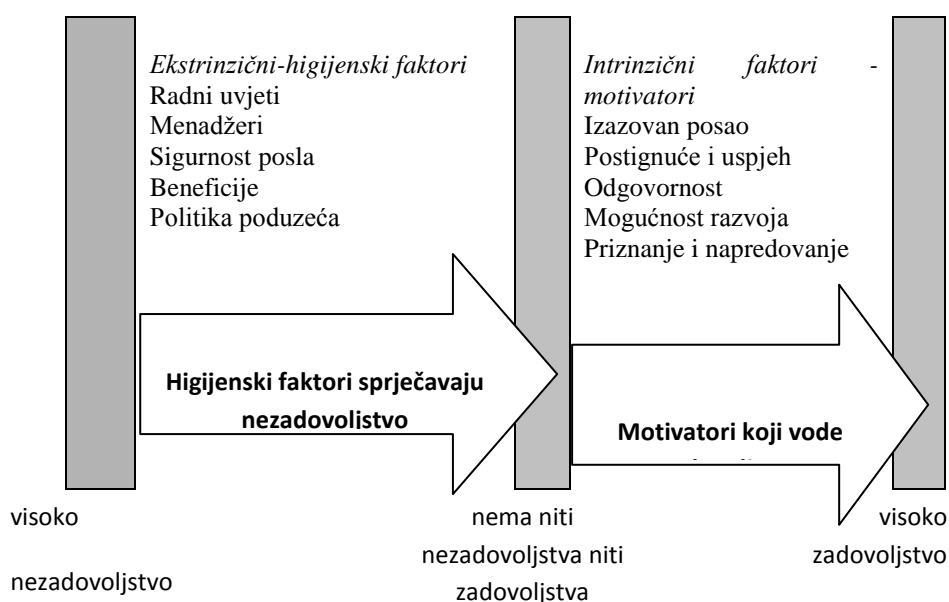 Ekstrinzični-higijenski faktori
Radni uvjeti
Menadžeri
Sigurnost posla
Beneficije
Politika poduzeća
Intrinzični faktori -
motivatori
Izazovan posao
Postignuće i uspjeh
Odgovornost
Mogućnost razvoja
Priznanje i napredovanje
Higijenski faktori sprječavaju
nezadovoljstvo
Motivatori koji vode
visoko
nezadovoljstvo
nema niti
nezadovoljstva niti
zadovoljstva
visoko
zadovoljstvo